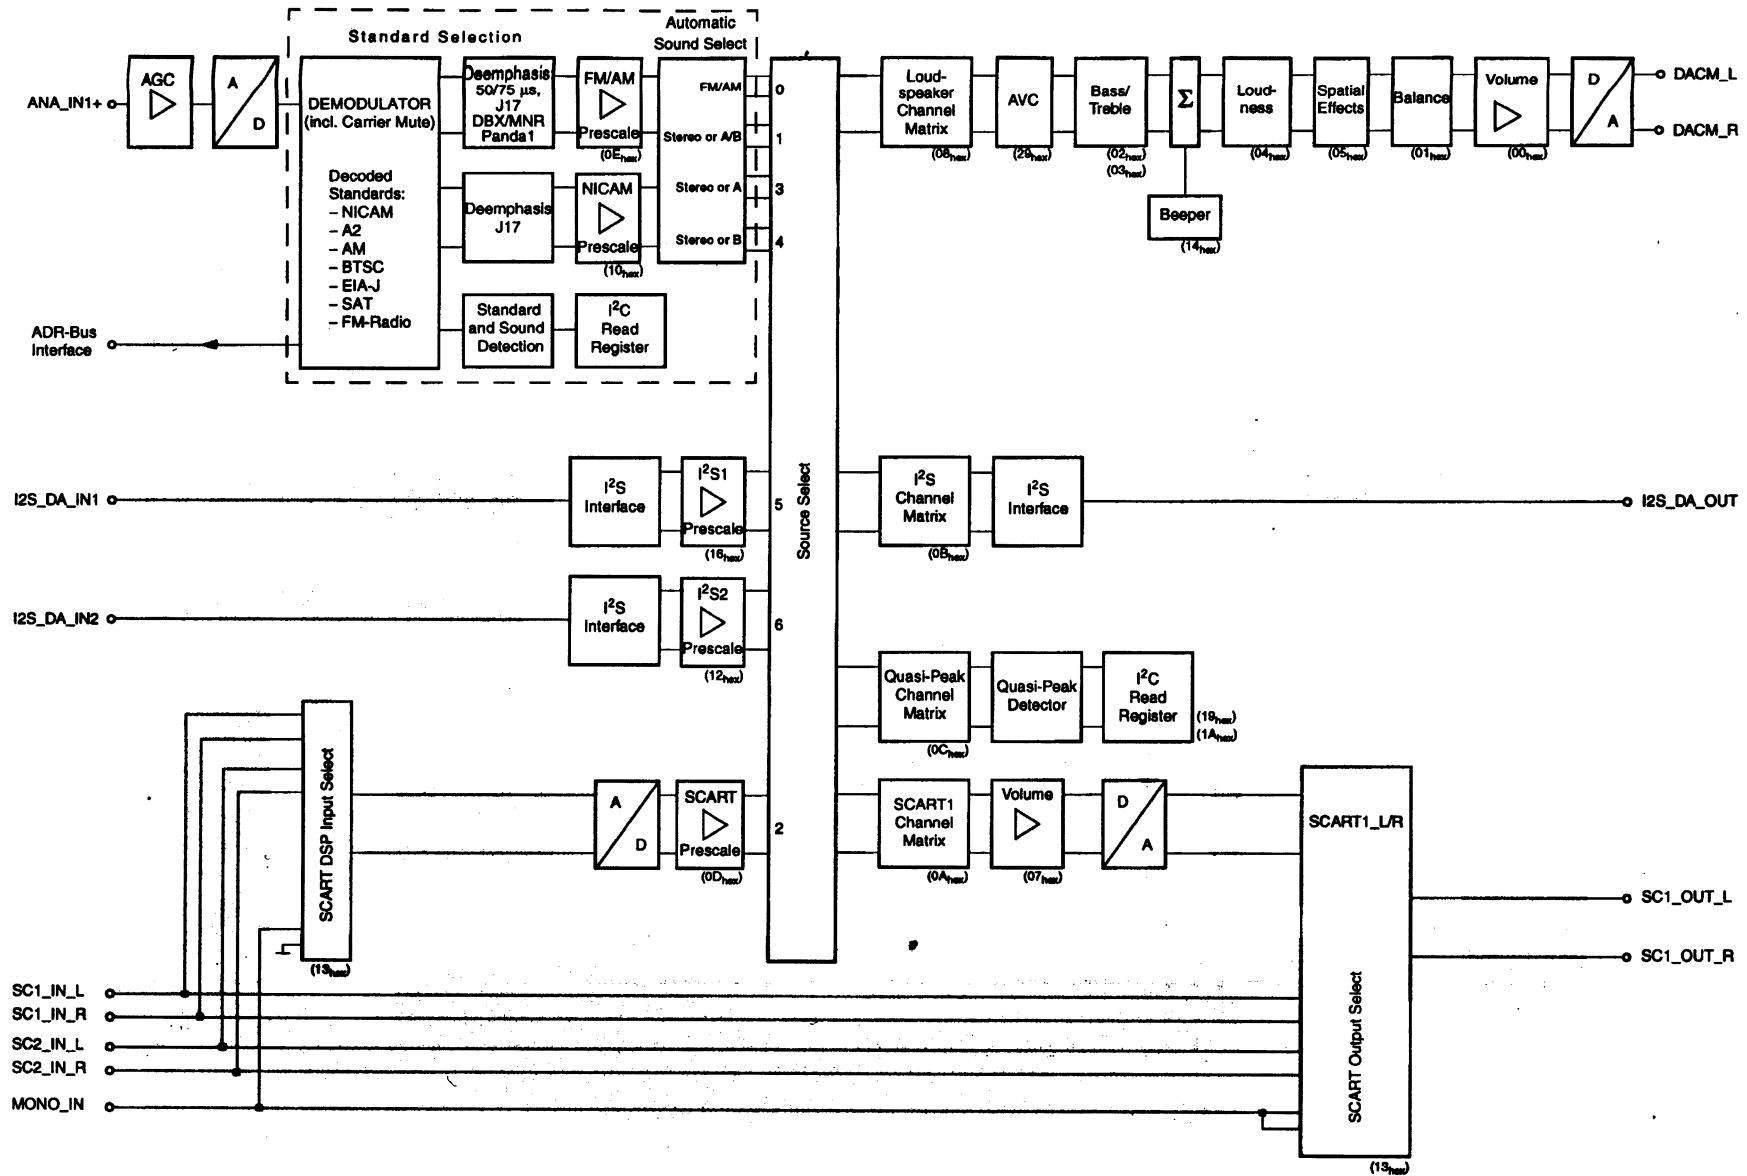 Standard Selection
Automatic
Sound Select
ANA_IN1+
AGC
A
D
DEMODULATOR
(incl. Carrier Mute)
Decoded
Standards:
– NICAM
– A2
– AM
– BTSC
– EIA-J
– SAT
– FM-Radio
Deemphasis
50/75 µs,
J17
DBX/MNR
Panda1
FM/AM
Prescale
(0Ehex)
Deemphasis
J17
NICAM
Prescale
(10hex)
FM/AM
Stereo or A/B
Stereo or A
Stereo or B
0
1
3
4
Standard
and Sound
Detection
I²C
Read
Register
ADR-Bus
Interface
Source Select
Loud-
speaker
Channel
Matrix
(08hex)
AVC
(29hex)
Bass/
Treble
(02hex)
(03hex)
Σ
Beeper
(14hex)
Loud-
ness
(04hex)
Spatial
Effects
(05hex)
Balance
(01hex)
Volume
(00hex)
D
A
DACM_L
DACM_R
I2S_DA_IN1
I²S
Interface
I²S1
Prescale
(16hex)
5
I²S
Channel
Matrix
(0Bhex)
I²S
Interface
I2S_DA_OUT
I2S_DA_IN2
I²S
Interface
I²S2
Prescale
(12hex)
6
Quasi-Peak
Channel
Matrix
(0Chex)
Quasi-Peak
Detector
I²C
Read
Register
(19hex)
(1Ahex)
SCART DSP Input Select
(13hex)
A
D
SCART
Prescale
(0Dhex)
2
SCART1
Channel
Matrix
(0Ahex)
Volume
(07hex)
D
A
SCART1_L/R
SCART Output Select
(13hex)
SC1_OUT_L
SC1_OUT_R
SC1_IN_L
SC1_IN_R
SC2_IN_L
SC2_IN_R
MONO_IN